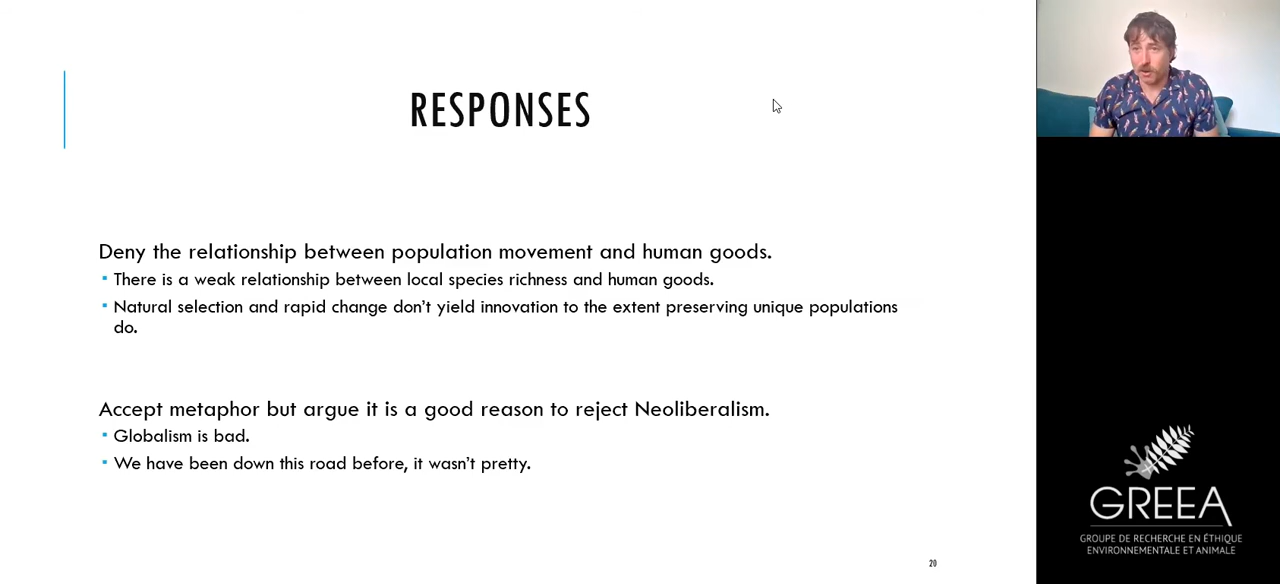 RESPONSES
Deny the relationship between population movement and human goods.
▪ There is a weak relationship between local species richness and human goods.
▪ Natural selection and rapid change don't yield innovation to the extent preserving unique populations
do.
Accept metaphor but argue it is a good reason to reject Neoliberalism.
▪ Globalism is bad.
▪ We have been down this road before, it wasn't pretty.
20
GREEA
GROUPE DE RECHERCHE EN ÉTHIQUE
ENVIRONNEMENTALE ET ANIMALE